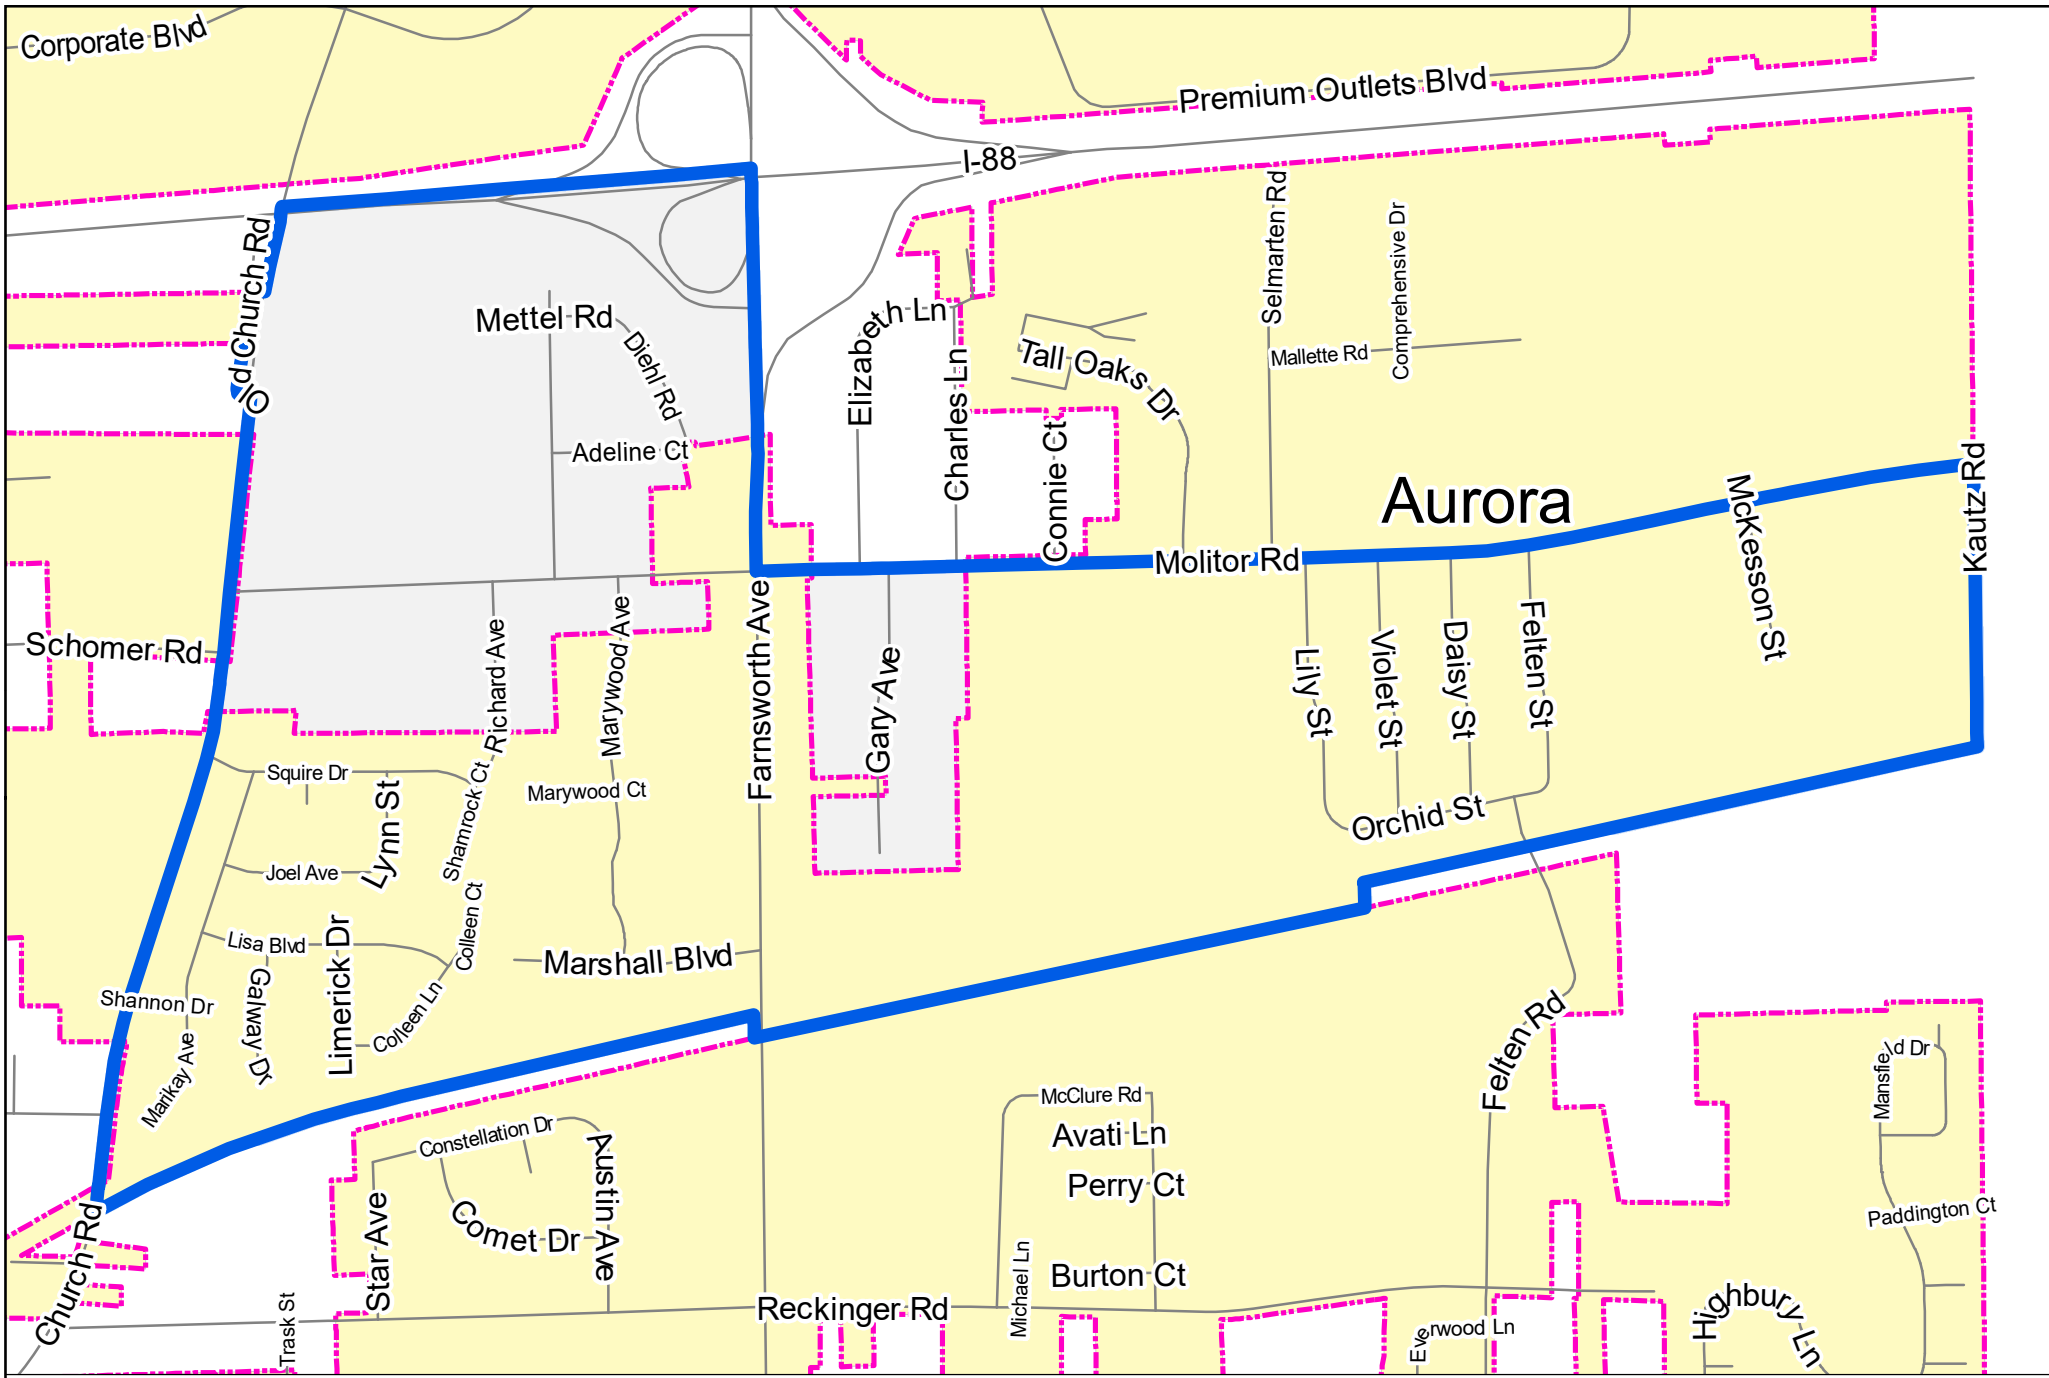 Corporate Blvd
Premium Outlets Blvd
I-88
Old Church Rd
Selmarten Rd
Comprehensive Dr
Mettel Rd
Elizabeth Ln
Diehl Rd
Tall Oaks Dr
Mallette Rd
Charles Ln
Connie Ct
Adeline Ct
Aurora
McKesson St
Kautz Rd
Molitor Rd
Schomer Rd
Richard Ave
Marywood Ave
Farnsworth Ave
Gary Ave
Lily St
Violet St
Daisy St
Felten St
Squire Dr
Lynn St
Shamrock Ct
Marywood Ct
Orchid St
Joel Ave
Colleen Ct
Lisa Blvd
Limerick Dr
Marshall Blvd
Galway Dr
Shannon Dr
Colleen Ln
Marikay Ave
Felten Rd
Mansfield Dr
McClure Rd
Avati Ln
Constellation Dr
Austin Ave
Perry Ct
Paddington Ct
Comet Dr
Star Ave
Church Rd
Michael Ln
Burton Ct
Reckinger Rd
Trask St
Everwood Ln
Highbury Ln